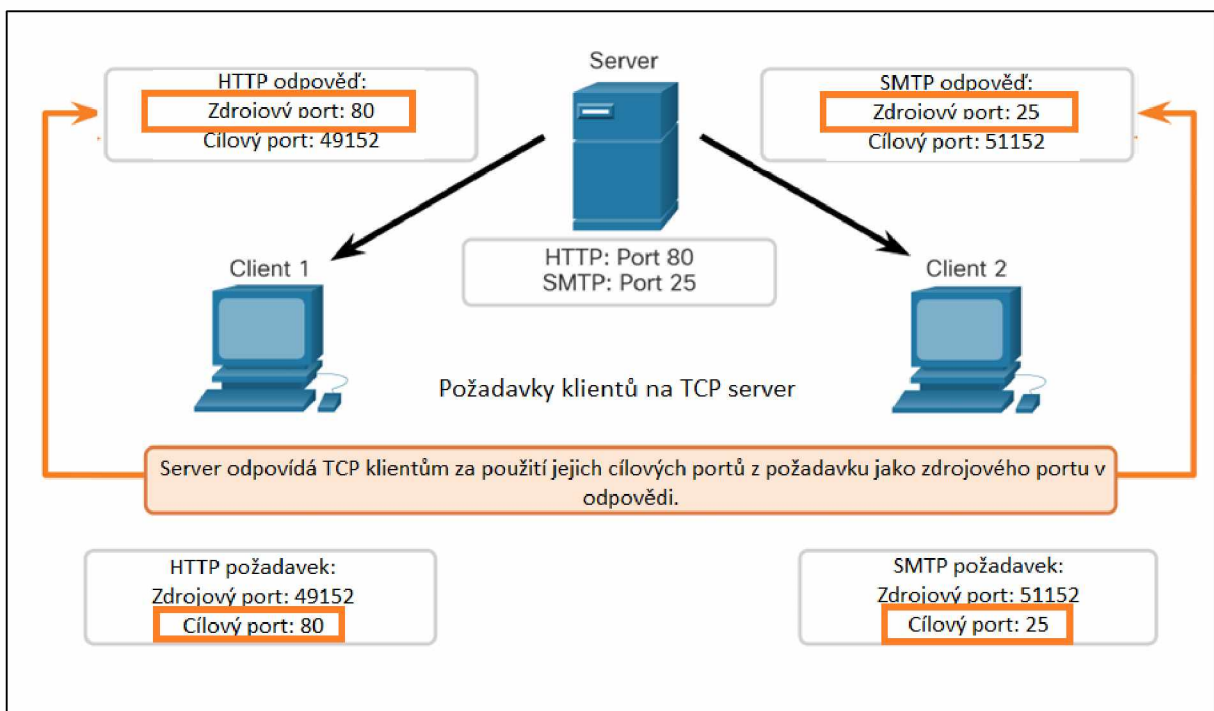 Server
HTTP odpověď:
Zdrojový port: 80
Cílový port: 49152
SMTP odpověď:
Zdrojový port: 25
Cílový port: 51152
HTTP: Port 80
SMTP: Port 25
Client 1
Client 2
Požadavky klientů na TCP server
Server odpovídá TCP klientům za použití jejich cílových portů z požadavku jako zdrojového portu v
odpovědi.
HTTP požadavek:
Zdrojový port: 49152
Cílový port: 80
SMTP požadavek:
Zdrojový port: 51152
Cílový port: 25